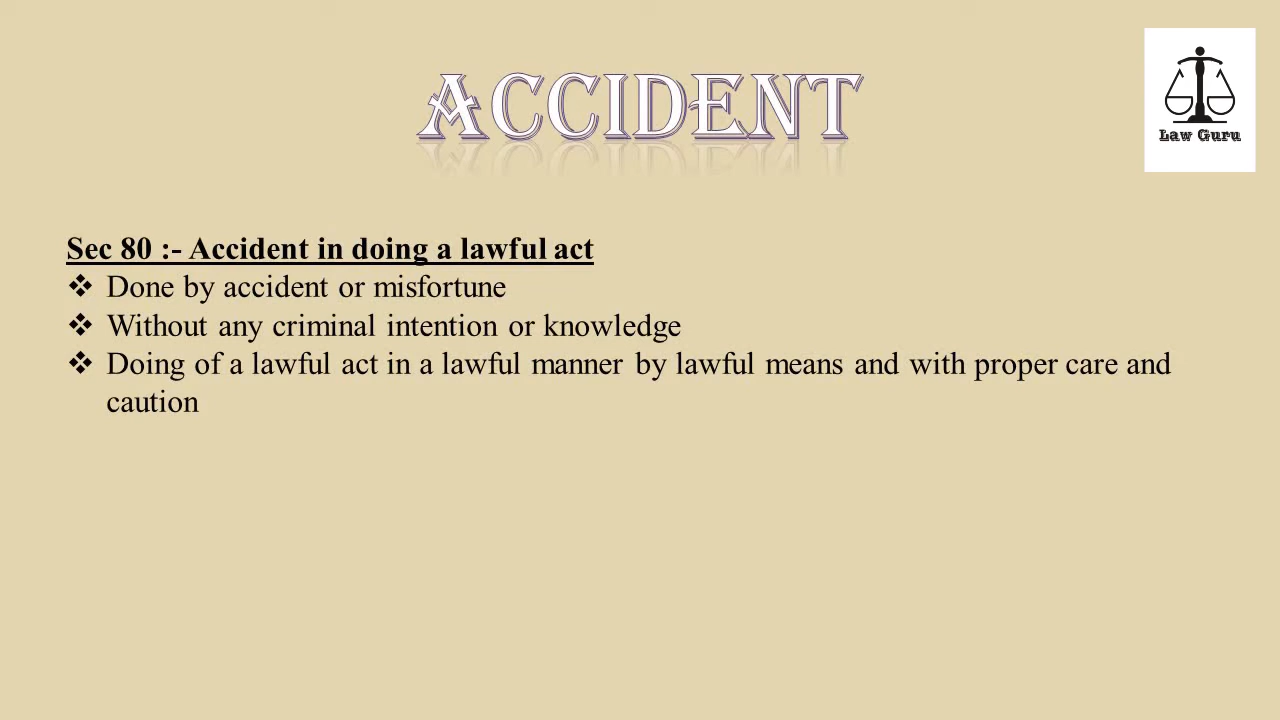 ACCIDENT
Law Guru
Sec 80 :- Accident in doing a lawful act
❖ Done by accident or misfortune
❖ Without any criminal intention or knowledge
❖ Doing of a lawful act in a lawful manner by lawful means and with proper care and
caution